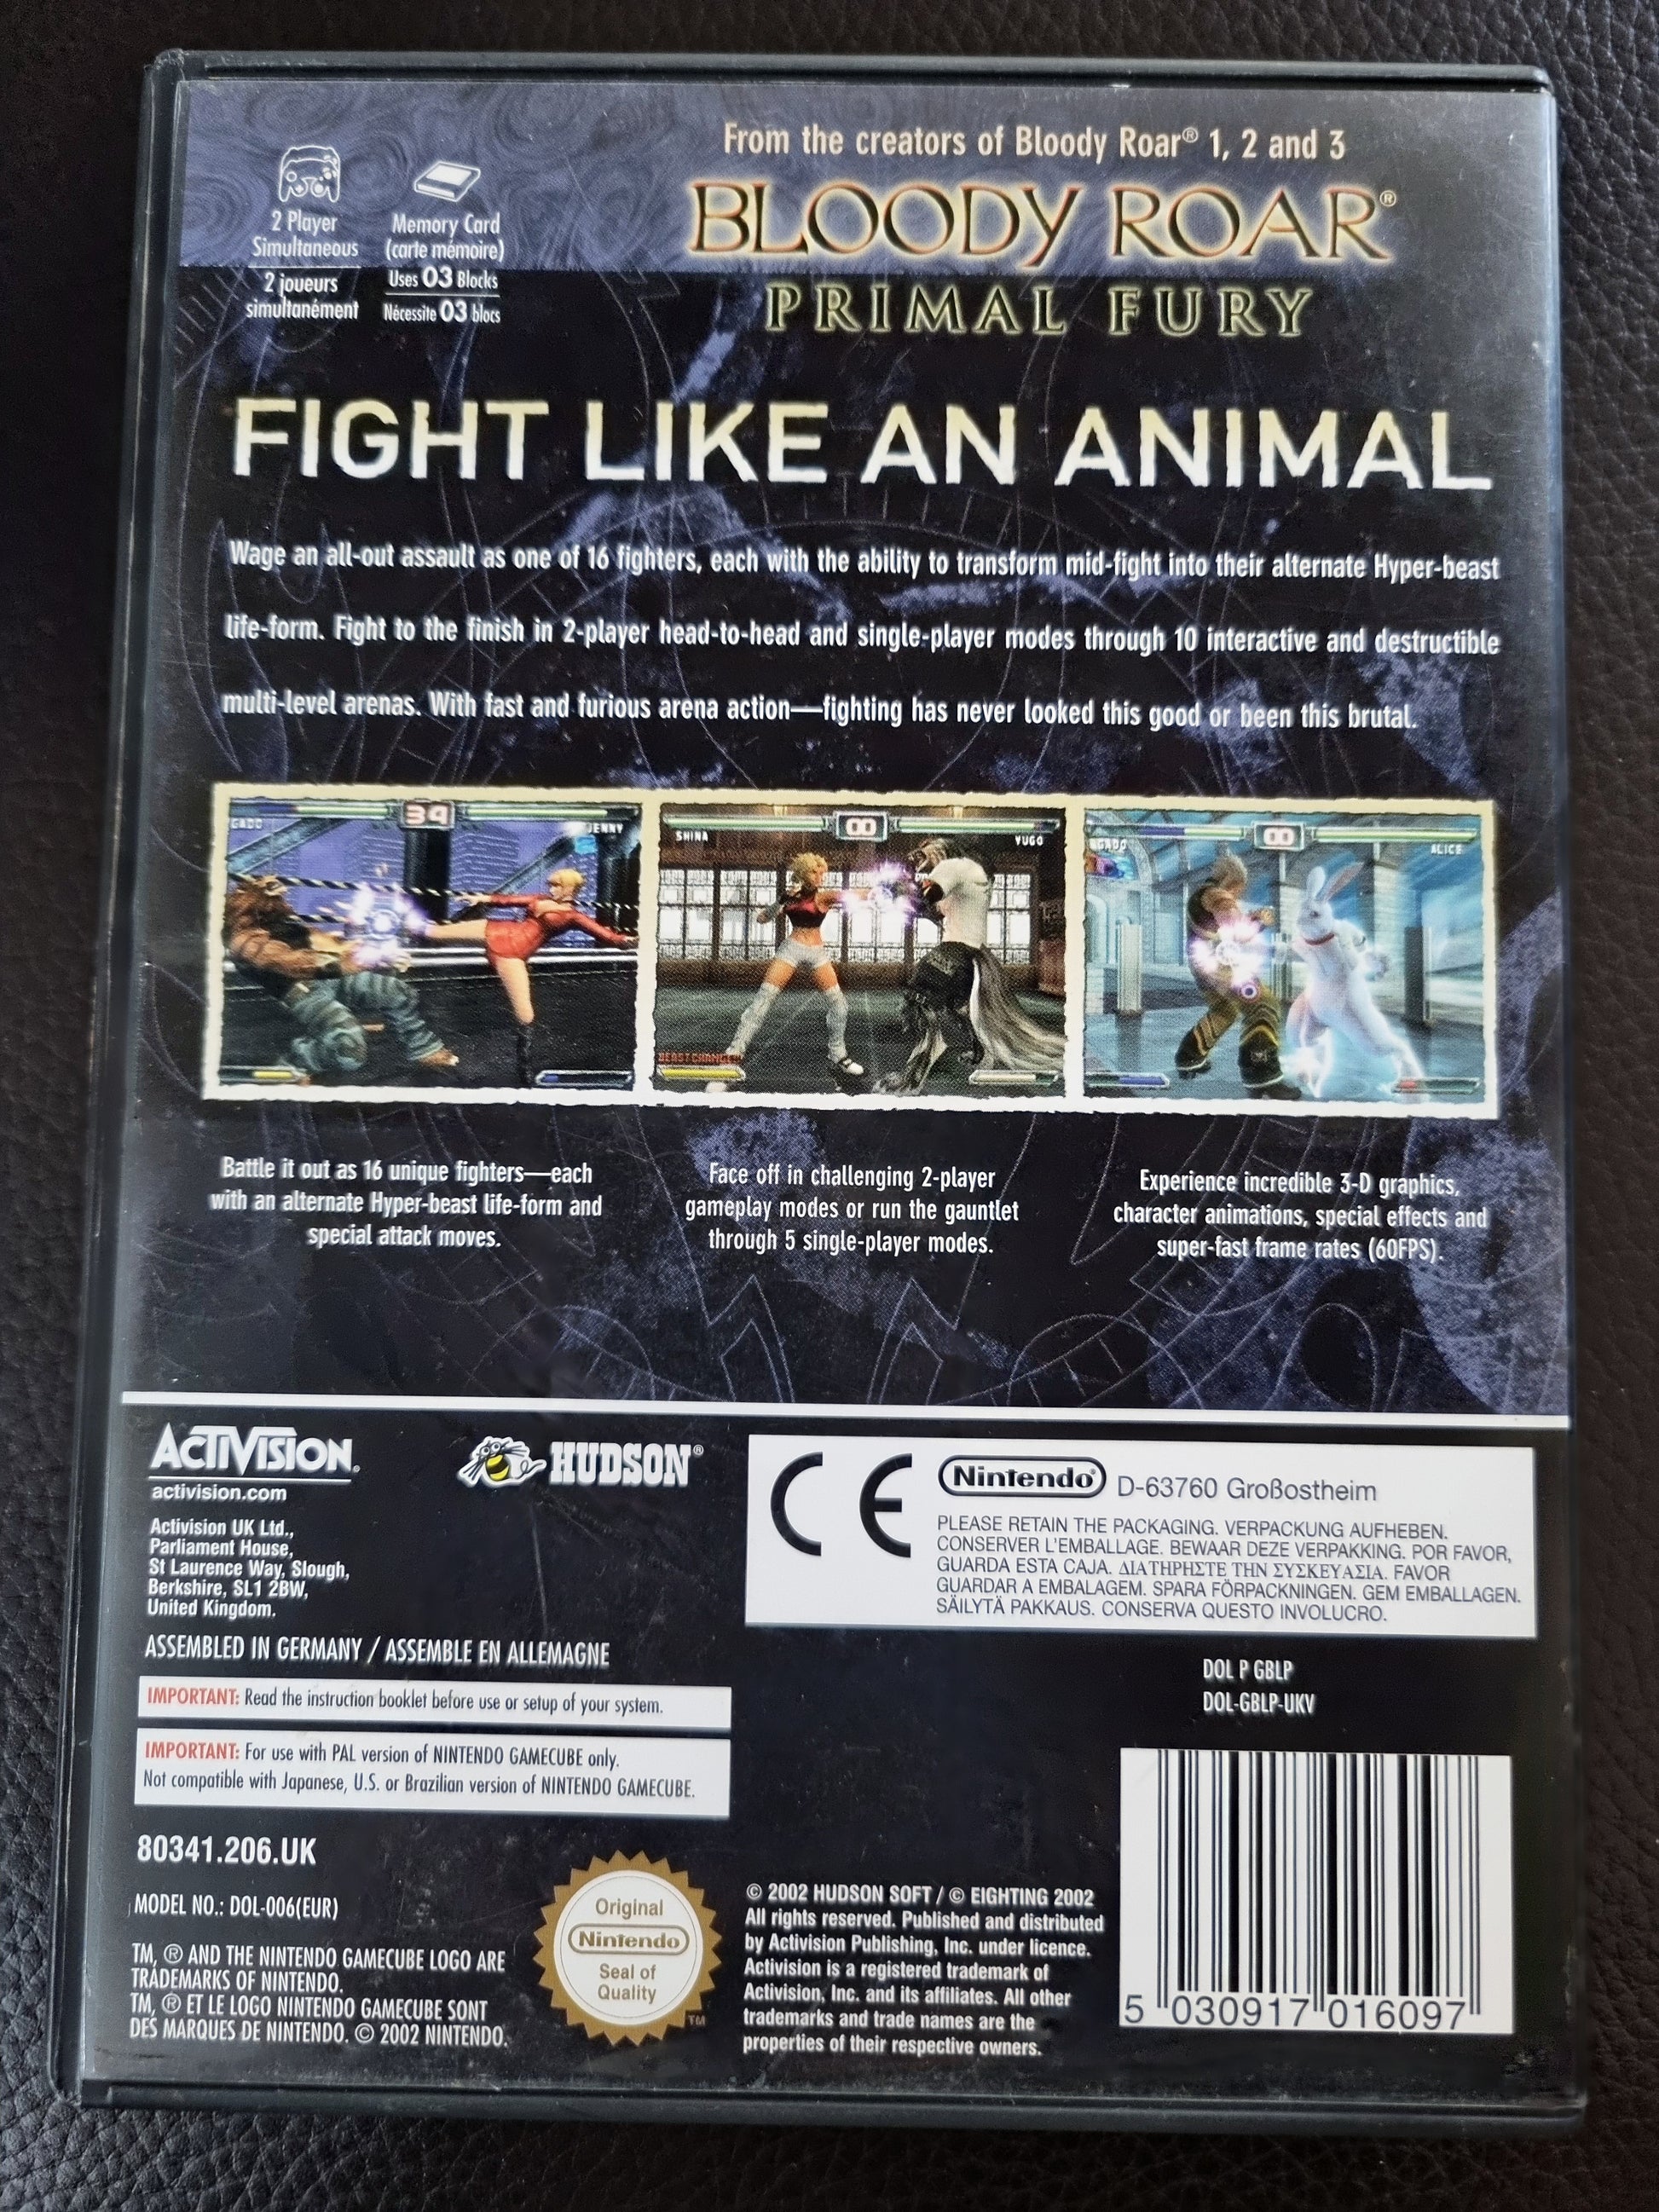 From the creators of Bloody Roar® 1, 2 and 3
BLOODY ROAR®
PRIMAL FURY
2 Player
Simultaneous
2 joueurs
simultanément
Memory Card
(carte mémoire)
Uses 03 Blocks
Nécessite 03 blocs
FIGHT LIKE AN ANIMAL
Wage an all-out assault as one of 16 fighters, each with the ability to transform mid-fight into their alternate Hyper-beast
life-form. Fight to the finish in 2-player head-to-head and single-player modes through 10 interactive and destructible
multi-level arenas. With fast and furious arena action—fighting has never looked this good or been this brutal.
GADO
34
JENNY
SHINA
00
YUGO
BEAST CHANGE!!
00
ALICE
Battle it out as 16 unique fighters—each
with an alternate Hyper-beast life-form and
special attack moves.
Face off in challenging 2-player
gameplay modes or run the gauntlet
through 5 single-player modes.
Experience incredible 3-D graphics,
character animations, special effects and
super-fast frame rates (60FPS).
ACTIVISION.
activision.com
HUDSON®
Activision UK Ltd.,
Parliament House,
St Laurence Way, Slough,
Berkshire, SL1 2BW,
United Kingdom.
ASSEMBLED IN GERMANY / ASSEMBLE EN ALLEMAGNE
CE
Nintendo® D-63760 Großostheim
PLEASE RETAIN THE PACKAGING. VERPACKUNG AUFHEBEN.
CONSERVER L'EMBALLAGE. BEWAAR DEZE VERPAKKING. POR FAVOR,
GUARDA ESTA CAJA. ΔΙΑΤΗΡΗΣΤΕ ΤΗΝ ΣΥΣΚΕΥΑΣΙΑ. FAVOR
GUARDAR A EMBALAGEM. SPARA FÖRPACKNINGEN. GEM EMBALLAGEN.
SÄILYTÄ PAKKAUS. CONSERVA QUESTO INVOLUCRO.
IMPORTANT: Read the instruction booklet before use or setup of your system.
IMPORTANT: For use with PAL version of NINTENDO GAMECUBE only.
Not compatible with Japanese, U.S. or Brazilian version of NINTENDO GAMECUBE.
DOL P GBLP
DOL-GBLP-UKV
80341.206.UK
MODEL NO.: DOL-006(EUR)
TM, ® AND THE NINTENDO GAMECUBE LOGO ARE
TRADEMARKS OF NINTENDO.
TM, ® ET LE LOGO NINTENDO GAMECUBE SONT
DES MARQUES DE NINTENDO. © 2002 NINTENDO.
Original
Nintendo
Seal of
Quality
TM
© 2002 HUDSON SOFT / © EIGHTING 2002
All rights reserved. Published and distributed
by Activision Publishing, Inc. under licence.
Activision is a registered trademark of
Activision, Inc. and its affiliates. All other
trademarks and trade names are the
properties of their respective owners.
5 030917 016097